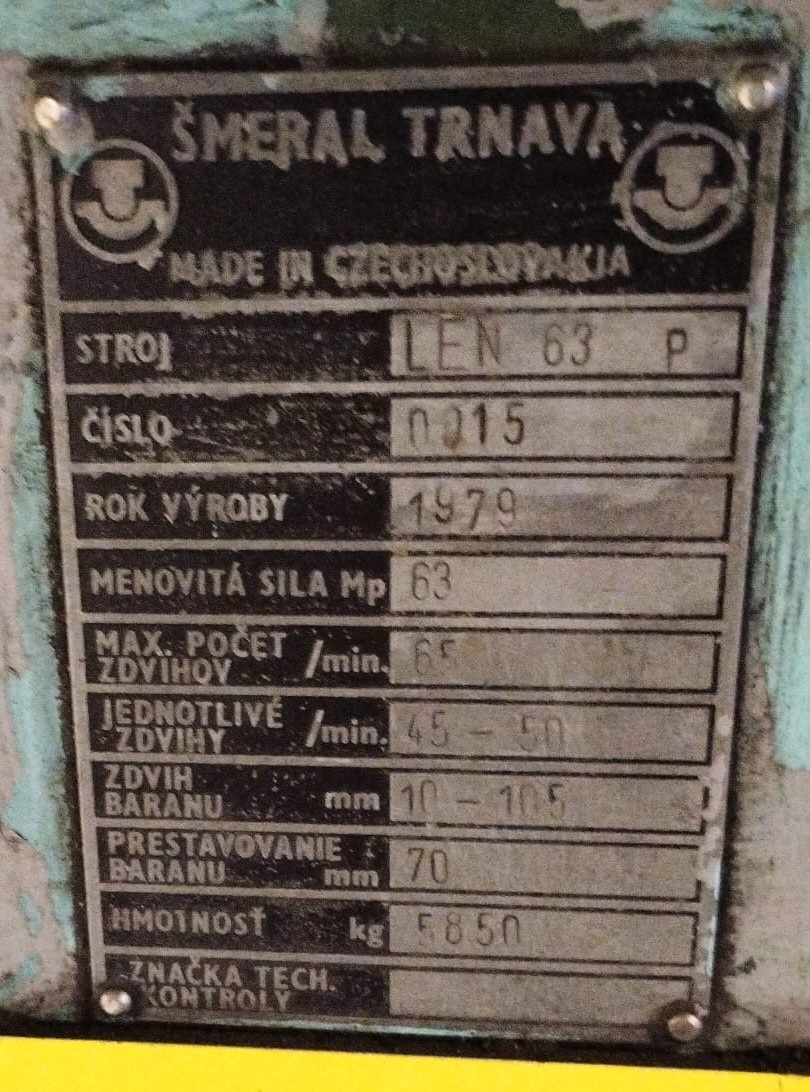 ŠMERAL TRNAVA
MADE IN CZECHOSLOVAKIA
STROJ LEN 63 P
ČÍSLO 0015
ROK VÝROBY 1979
MENOVITÁ SILA Mp 63
MAX. POČET
ZDVIHOV /min. 65
JEDNOTLIVÉ
ZDVIHY /min. 45 - 50
ZDVIH
BARANU mm 10 - 105
PRESTAVOVANIE
BARANU mm 70
HMOTNOSŤ kg 5850
ZNAČKA TECH.
KONTROLY